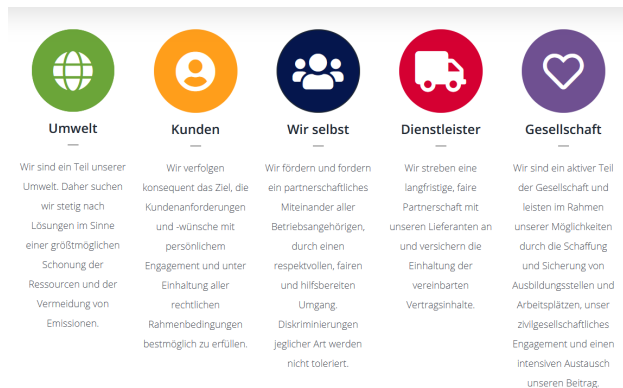 Umwelt
Wir sind ein Teil unserer
Umwelt. Daher suchen
wir stetig nach
Lösungen im Sinne
einer größtmöglichen
Schonung der
Ressourcen und der
Vermeidung von
Emissionen.
Kunden
Wir verfolgen
konsequent das Ziel, die
Kundenanforderungen
und -wünsche mit
persönlichem
Engagement und unter
Einhaltung aller
rechtlichen
Rahmenbedingungen
bestmöglich zu erfüllen.
Wir selbst
Wir fördern und fordern
ein partnerschaftliches
Miteinander aller
Betriebsangehörigen,
durch einen
respektvollen, fairen
und hilfsbereiten
Umgang.
Diskriminierungen
jeglicher Art werden
nicht toleriert.
Dienstleister
Wir streben eine
langfristige, faire
Partnerschaft mit
unseren Lieferanten an
und versichern die
Einhaltung der
vereinbarten
Vertragsinhalte.
Gesellschaft
Wir sind ein aktiver Teil
der Gesellschaft und
leisten im Rahmen
unserer Möglichkeiten
durch die Schaffung
und Sicherung von
Ausbildungsstellen und
Arbeitsplätzen, unser
zivilgesellschaftliches
Engagement und einen
intensiven Austausch
unseren Beitrag.